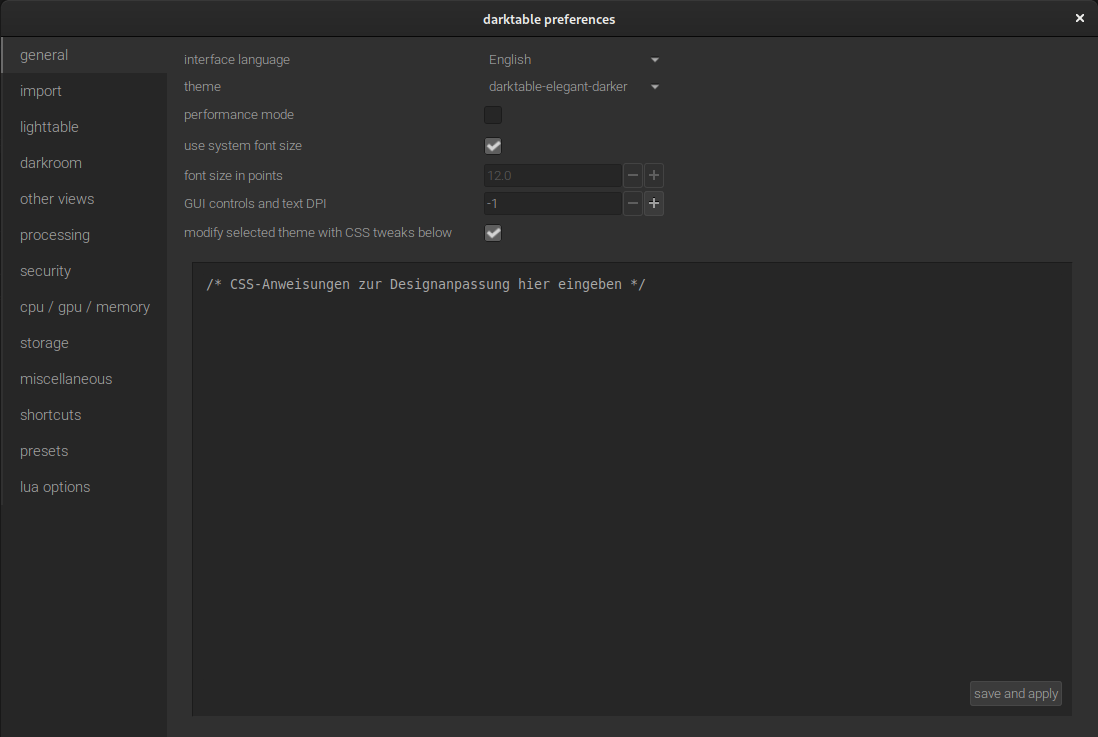 darktable preferences
general
import
lighttable
darkroom
other views
processing
security
cpu / gpu / memory
storage
miscellaneous
shortcuts
presets
lua options
interface language English
theme darktable-elegant-darker
performance mode
use system font size
font size in points 12.0
GUI controls and text DPI -1
modify selected theme with CSS tweaks below
/* CSS-Anweisungen zur Designanpassung hier eingeben */
save and apply